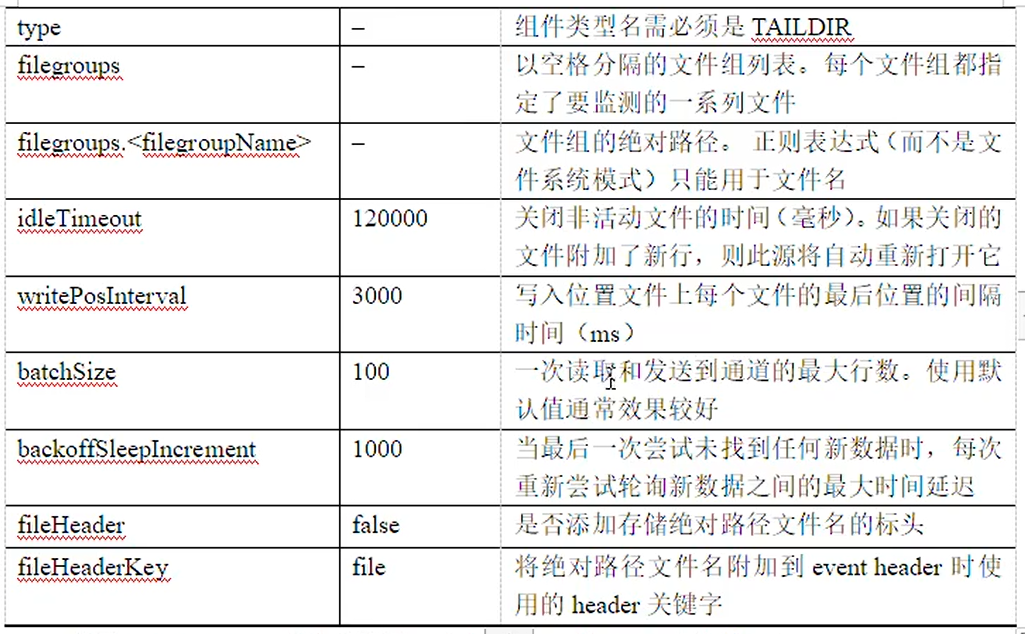 type – 组件类型名需必须是 TAILDIR
filegroups – 以空格分隔的文件组列表。每个文件组都指
定了要监测的一系列文件
filegroups.<filegroupName> – 文件组的绝对路径。 正则表达式（而不是文
件系统模式）只能用于文件名
idleTimeout 120000 关闭非活动文件的时间（毫秒）。如果关闭的
文件附加了新行，则此源将自动重新打开它
writePosInterval 3000 写入位置文件上每个文件的最后位置的间隔
时间（ms）
batchSize 100 一次读取和发送到通道的最大行数。使用默
认值通常效果较好
backoffSleepIncrement 1000 当最后一次尝试未找到任何新数据时，每次
重新尝试轮询新数据之间的最大时间延迟
fileHeader false 是否添加存储绝对路径文件名的标头
fileHeaderKey file 将绝对路径文件名附加到 event header 时使
用的 header 关键字